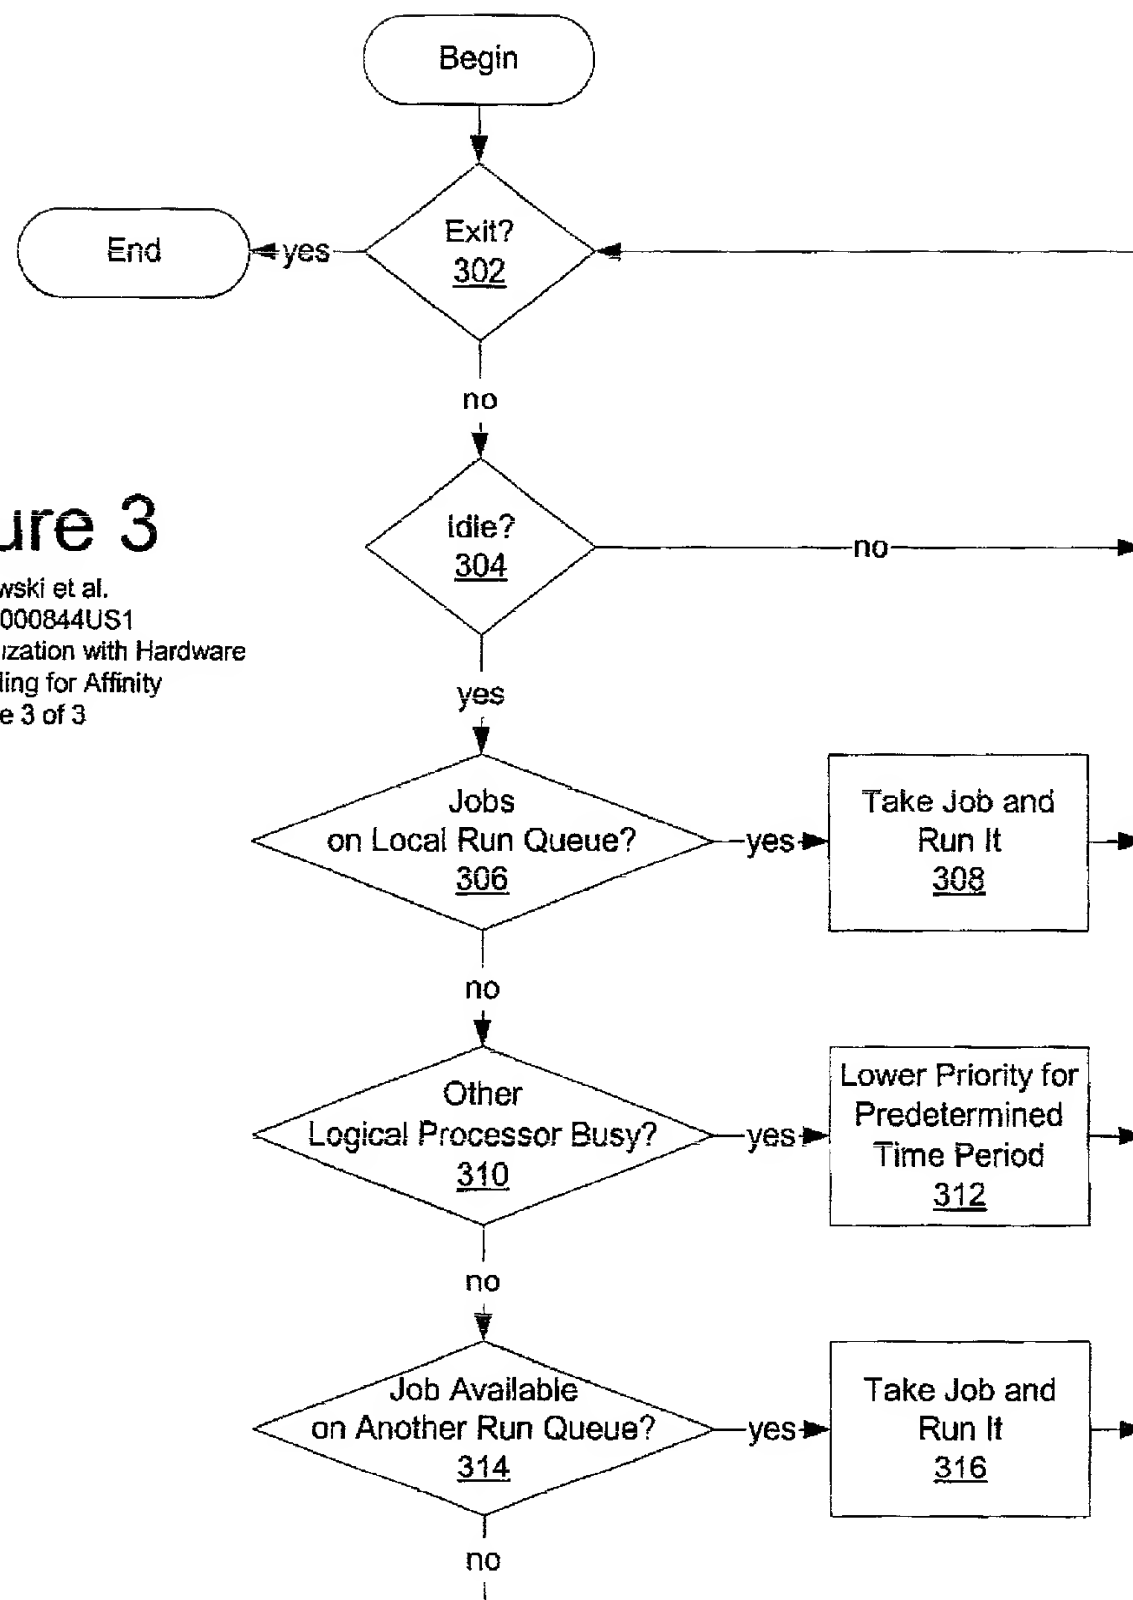 Begin
Exit?
302
yes
End
no
Idle?
304
no
ure 3
wski et al.
000844US1
ization with Hardware
ling for Affinity
e 3 of 3
yes
Jobs
on Local Run Queue?
306
yes
Take Job and
Run It
308
no
Other
Logical Processor Busy?
310
yes
Lower Priority for
Predetermined
Time Period
312
no
Job Available
on Another Run Queue?
314
yes
Take Job and
Run It
316
no